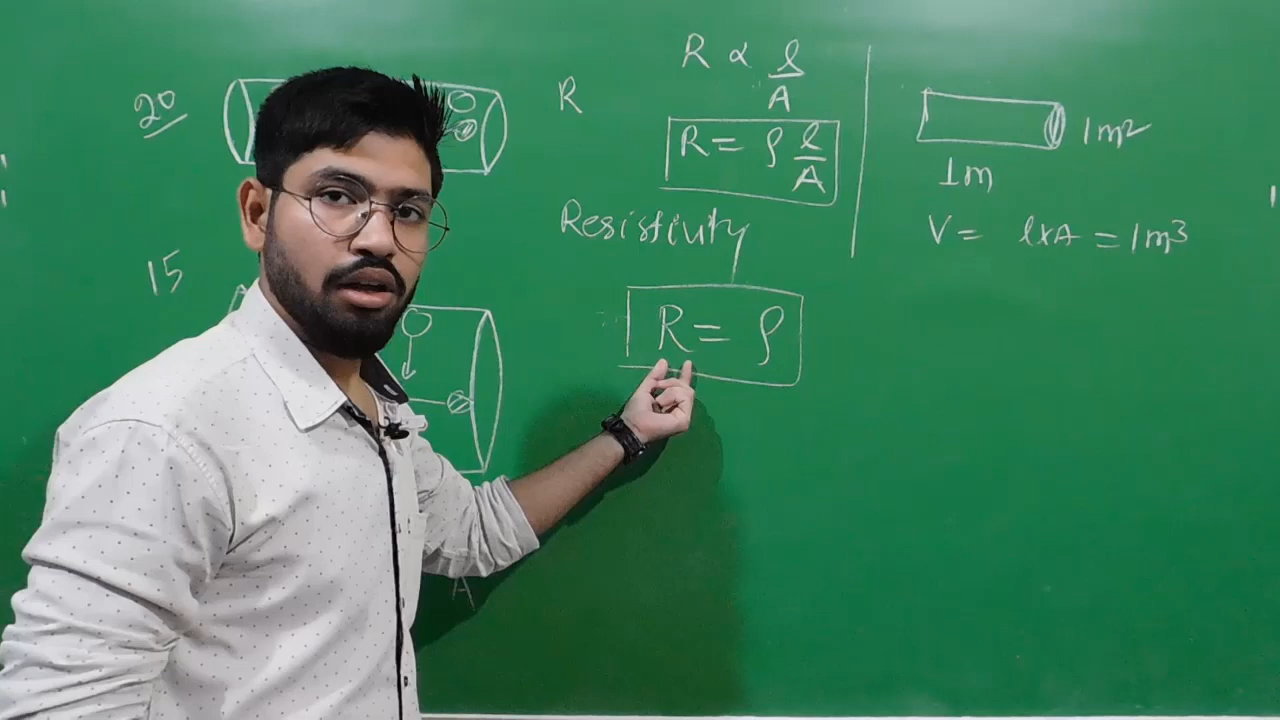 20
R
R ∝ l/A
R = ρ l/A
1m²
1m
Resistivity
V = l×A = 1m³
15
R = ρ
A